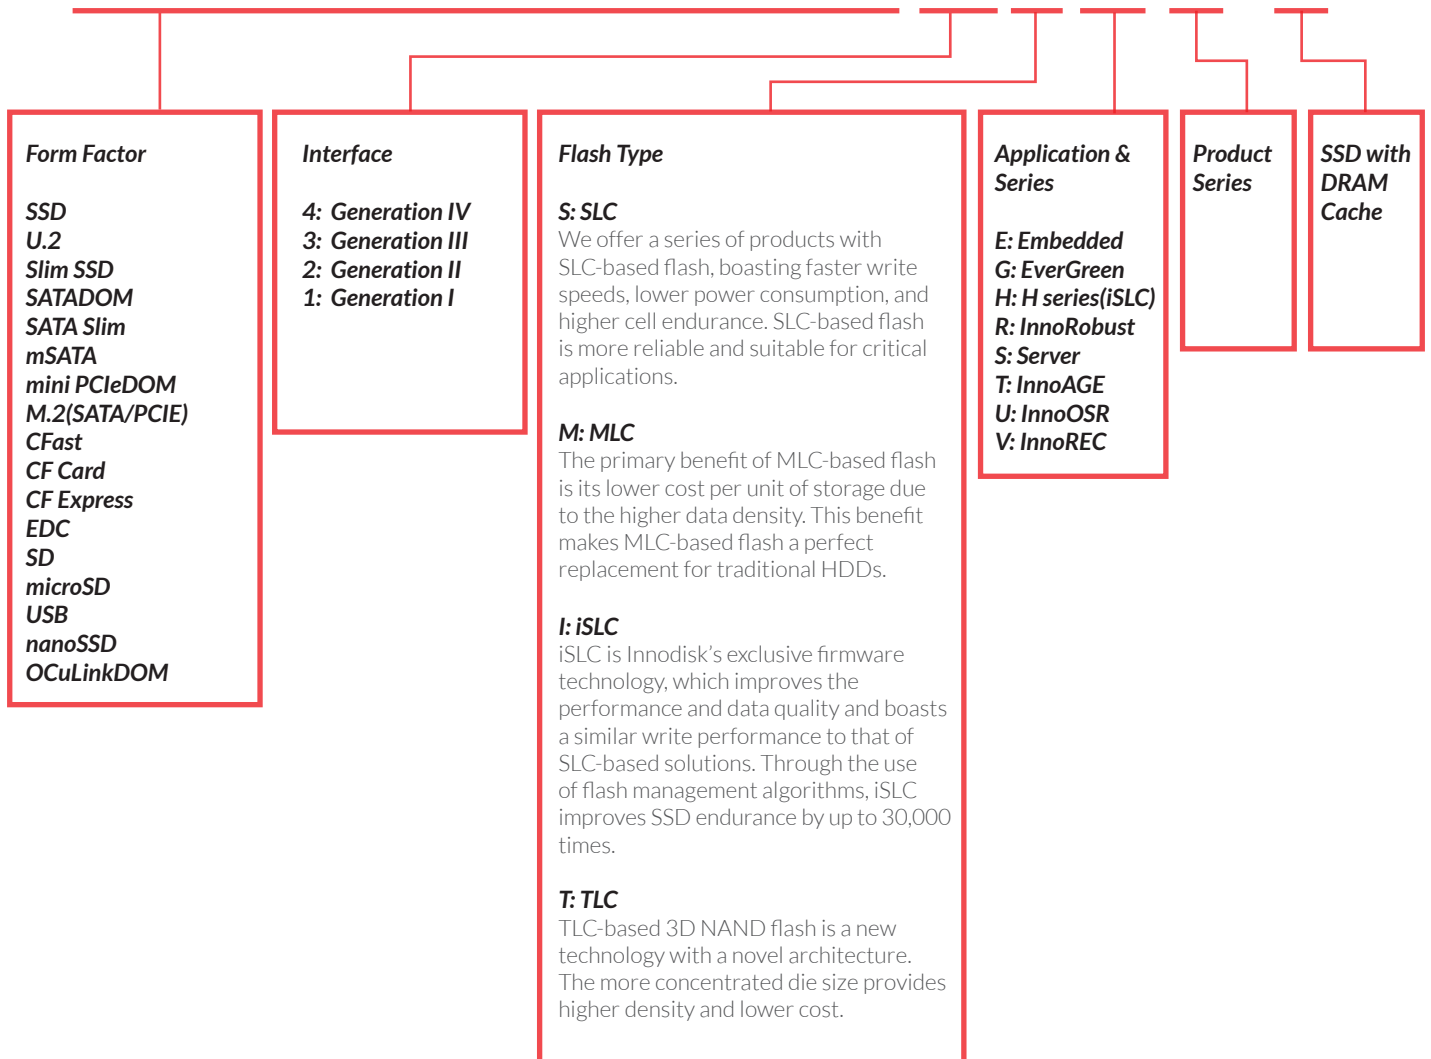 Form Factor
SSD
U.2
Slim SSD
SATADOM
SATA Slim
mSATA
mini PCIeDOM
M.2(SATA/PCIE)
CFast
CF Card
CF Express
EDC
SD
microSD
USB
nanoSSD
OCuLinkDOM
Interface
4: Generation IV
3: Generation III
2: Generation II
1: Generation I
Flash Type
S: SLC
We offer a series of products with
SLC-based flash, boasting faster write
speeds, lower power consumption, and
higher cell endurance. SLC-based flash
is more reliable and suitable for critical
applications.
M: MLC
The primary benefit of MLC-based flash
is its lower cost per unit of storage due
to the higher data density. This benefit
makes MLC-based flash a perfect
replacement for traditional HDDs.
I: iSLC
iSLC is Innodisk’s exclusive firmware
technology, which improves the
performance and data quality and boasts
a similar write performance to that of
SLC-based solutions. Through the use
of flash management algorithms, iSLC
improves SSD endurance by up to 30,000
times.
T: TLC
TLC-based 3D NAND flash is a new
technology with a novel architecture.
The more concentrated die size provides
higher density and lower cost.
Application &
Series
E: Embedded
G: EverGreen
H: H series(iSLC)
R: InnoRobust
S: Server
T: InnoAGE
U: InnoOSR
V: InnoREC
Product
Series
SSD with
DRAM
Cache